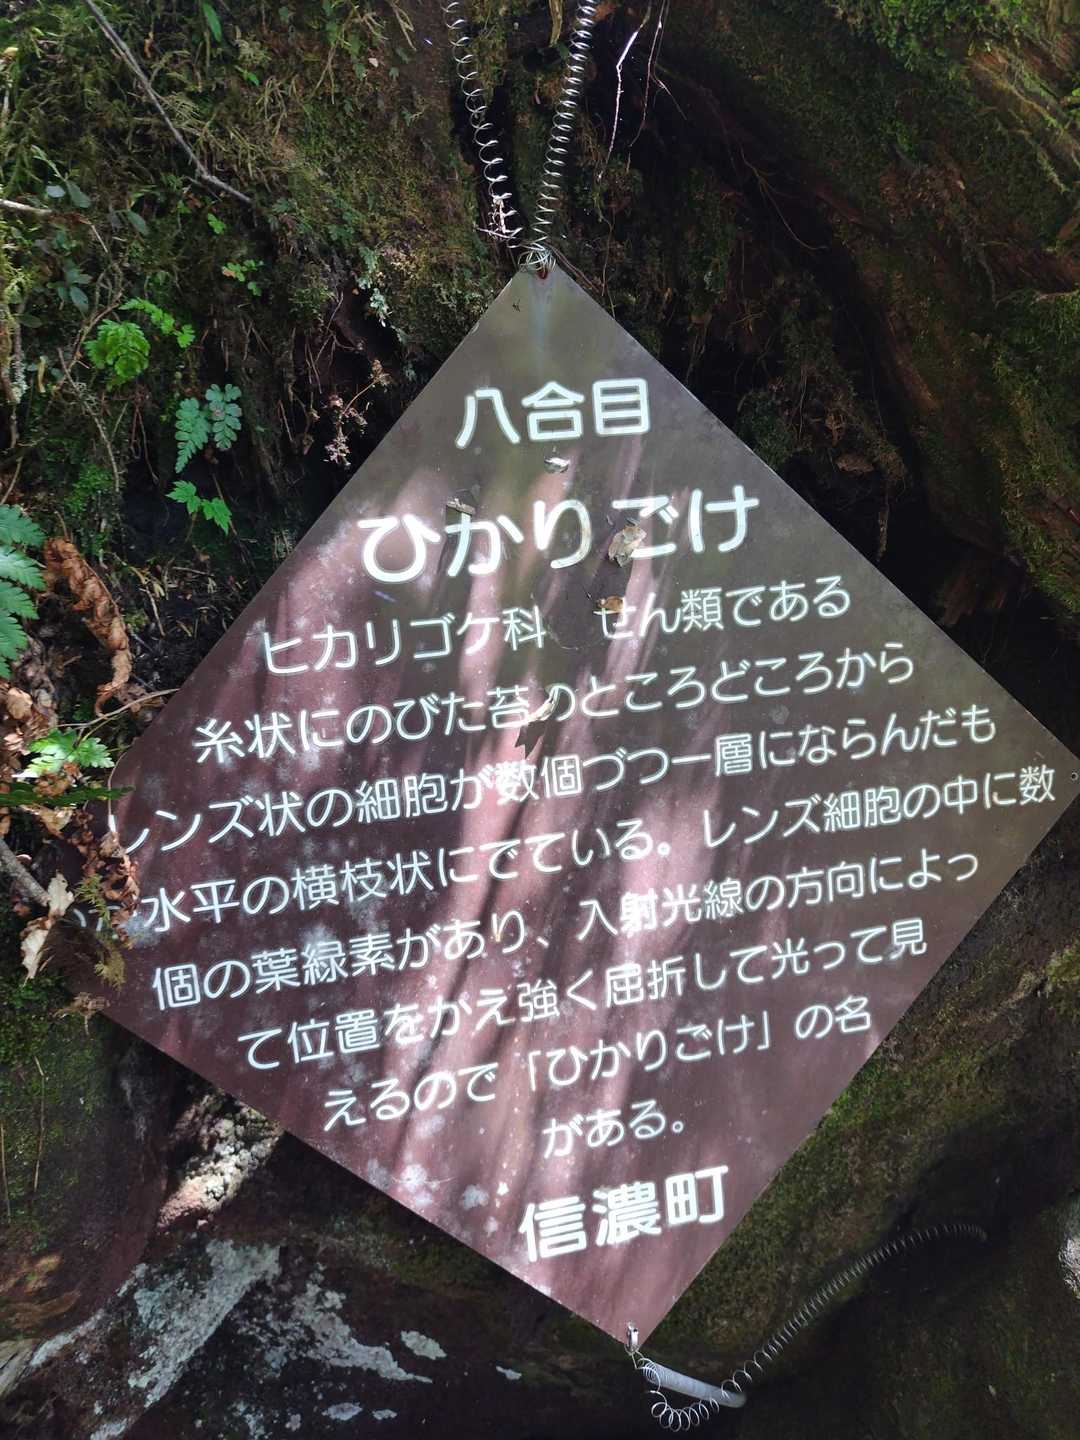 八合目
ひかりごけ
ヒカリゴケ科 せん類である
糸状にのびた苔のところどころから
レンズ状の細胞が数個づつ一層にならんだも
のが水平の横枝状にでている。レンズ細胞の中に数
個の葉緑素があり、入射光線の方向によっ
て位置をかえ強く屈折して光って見
えるので「ひかりごけ」の名
がある。
信濃町